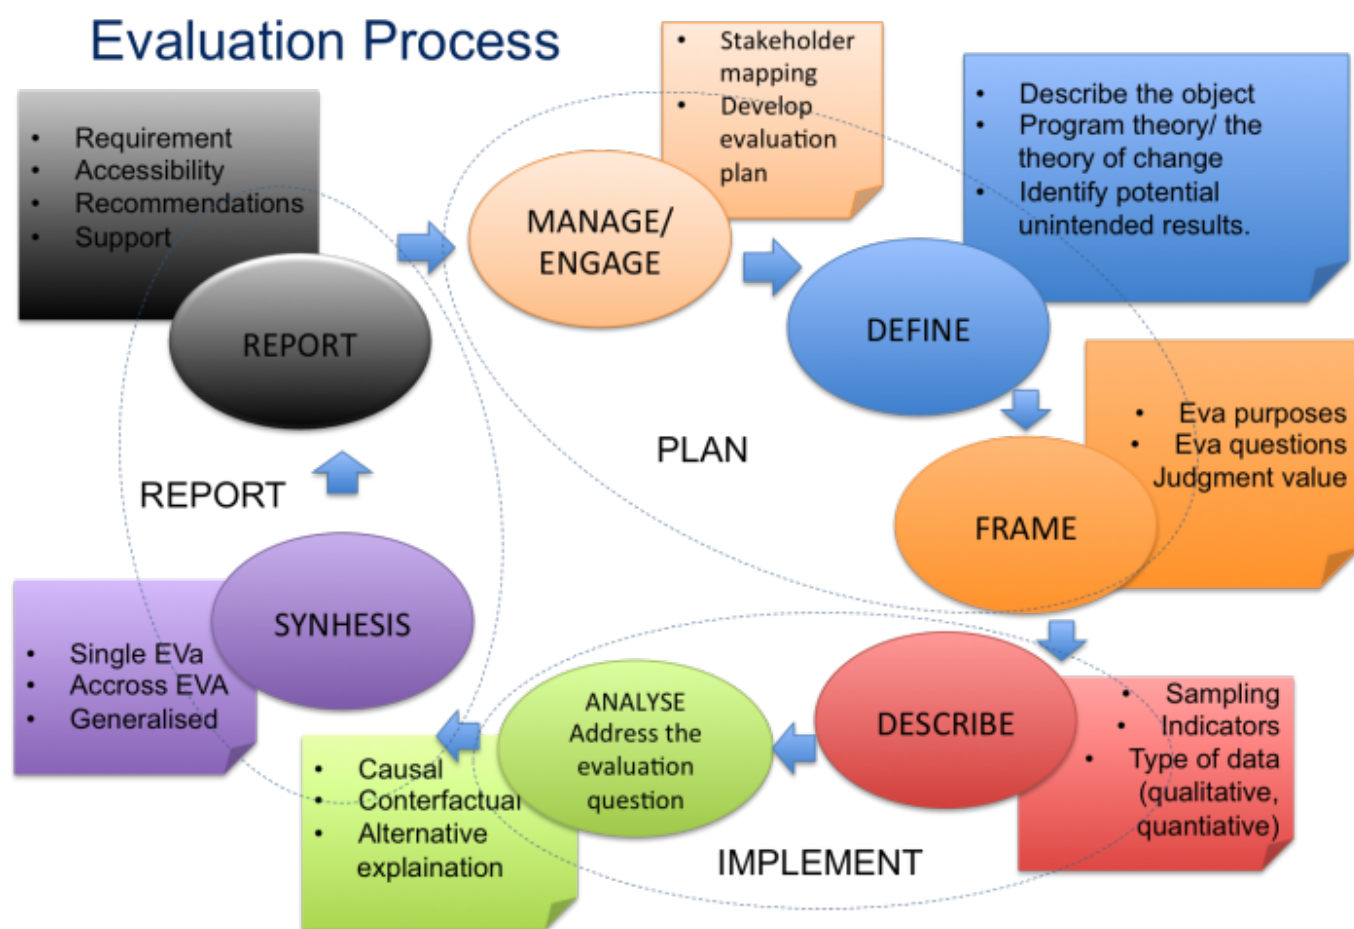 Evaluation Process
• Requirement
• Accessibility
• Recommendations
• Support
REPORT
• Stakeholder
mapping
• Develop
evaluation
plan
MANAGE/
ENGAGE
• Describe the object
• Program theory/ the
theory of change
• Identify potential
unintended results.
DEFINE
• Eva purposes
• Eva questions
Judgment value
FRAME
PLAN
• Sampling
• Indicators
• Type of data
(qualitative,
quantiative)
DESCRIBE
ANALYSE
Address the
evaluation
question
• Causal
• Conterfactual
• Alternative
explaination
IMPLEMENT
SYNHESIS
• Single EVa
• Accross EVA
• Generalised
REPORT